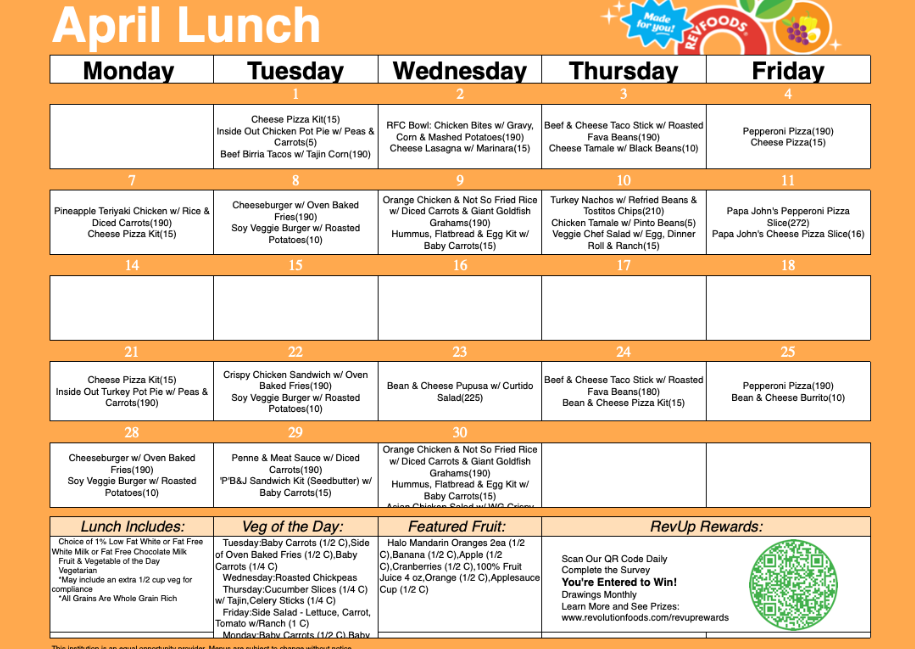 April Lunch
Made
for you!
REVFOODS
Monday Tuesday Wednesday Thursday Friday
1 2 3 4
Cheese Pizza Kit(15)
Inside Out Chicken Pot Pie w/ Peas &
Carrots(5)
Beef Birria Tacos w/ Tajin Corn(190)
RFC Bowl: Chicken Bites w/ Gravy,
Corn & Mashed Potatoes(190)
Cheese Lasagna w/ Marinara(15)
Beef & Cheese Taco Stick w/ Roasted
Fava Beans(190)
Cheese Tamale w/ Black Beans(10)
Pepperoni Pizza(190)
Cheese Pizza(15)
7 8 9 10 11
Pineapple Teriyaki Chicken w/ Rice &
Diced Carrots(190)
Cheese Pizza Kit(15)
Cheeseburger w/ Oven Baked
Fries(190)
Soy Veggie Burger w/ Roasted
Potatoes(10)
Orange Chicken & Not So Fried Rice
w/ Diced Carrots & Giant Goldfish
Grahams(190)
Hummus, Flatbread & Egg Kit w/
Baby Carrots(15)
Turkey Nachos w/ Refried Beans &
Tostitos Chips(210)
Chicken Tamale w/ Pinto Beans(5)
Veggie Chef Salad w/ Egg, Dinner
Roll & Ranch(15)
Papa John's Pepperoni Pizza
Slice(272)
Papa John's Cheese Pizza Slice(16)
14 15 16 17 18
21 22 23 24 25
Cheese Pizza Kit(15)
Inside Out Turkey Pot Pie w/ Peas &
Carrots(190)
Crispy Chicken Sandwich w/ Oven
Baked Fries(190)
Soy Veggie Burger w/ Roasted
Potatoes(10)
Bean & Cheese Pupusa w/ Curtido
Salad(225)
Beef & Cheese Taco Stick w/ Roasted
Fava Beans(180)
Bean & Cheese Pizza Kit(15)
Pepperoni Pizza(190)
Bean & Cheese Burrito(10)
28 29 30
Cheeseburger w/ Oven Baked
Fries(190)
Soy Veggie Burger w/ Roasted
Potatoes(10)
Penne & Meat Sauce w/ Diced
Carrots(190)
'P'B&J Sandwich Kit (Seedbutter) w/
Baby Carrots(15)
Orange Chicken & Not So Fried Rice
w/ Diced Carrots & Giant Goldfish
Grahams(190)
Hummus, Flatbread & Egg Kit w/
Baby Carrots(15)
Asian Chicken Salad w/ WG Crispy
Lunch Includes:
Choice of 1% Low Fat White or Fat Free
White Milk or Fat Free Chocolate Milk
Fruit & Vegetable of the Day
Vegetarian
*May include an extra 1/2 cup veg for
compliance
*All Grains Are Whole Grain Rich
Veg of the Day:
Tuesday:Baby Carrots (1/2 C),Side
of Oven Baked Fries (1/2 C),Baby
Carrots (1/4 C)
Wednesday:Roasted Chickpeas
Thursday:Cucumber Slices (1/4 C)
w/ Tajin,Celery Sticks (1/4 C)
Friday:Side Salad - Lettuce, Carrot,
Tomato w/Ranch (1 C)
Monday:Baby Carrots (1/2 C),Baby
Featured Fruit:
Halo Mandarin Oranges 2ea (1/2
C),Banana (1/2 C),Apple (1/2
C),Cranberries (1/2 C),100% Fruit
Juice 4 oz,Orange (1/2 C),Applesauce
Cup (1/2 C)
RevUp Rewards:
Scan Our QR Code Daily
Complete the Survey
You're Entered to Win!
Drawings Monthly
Learn More and See Prizes:
www.revolutionfoods.com/revuprewards
This institution is an equal opportunity provider. Menus are subject to change without notice.